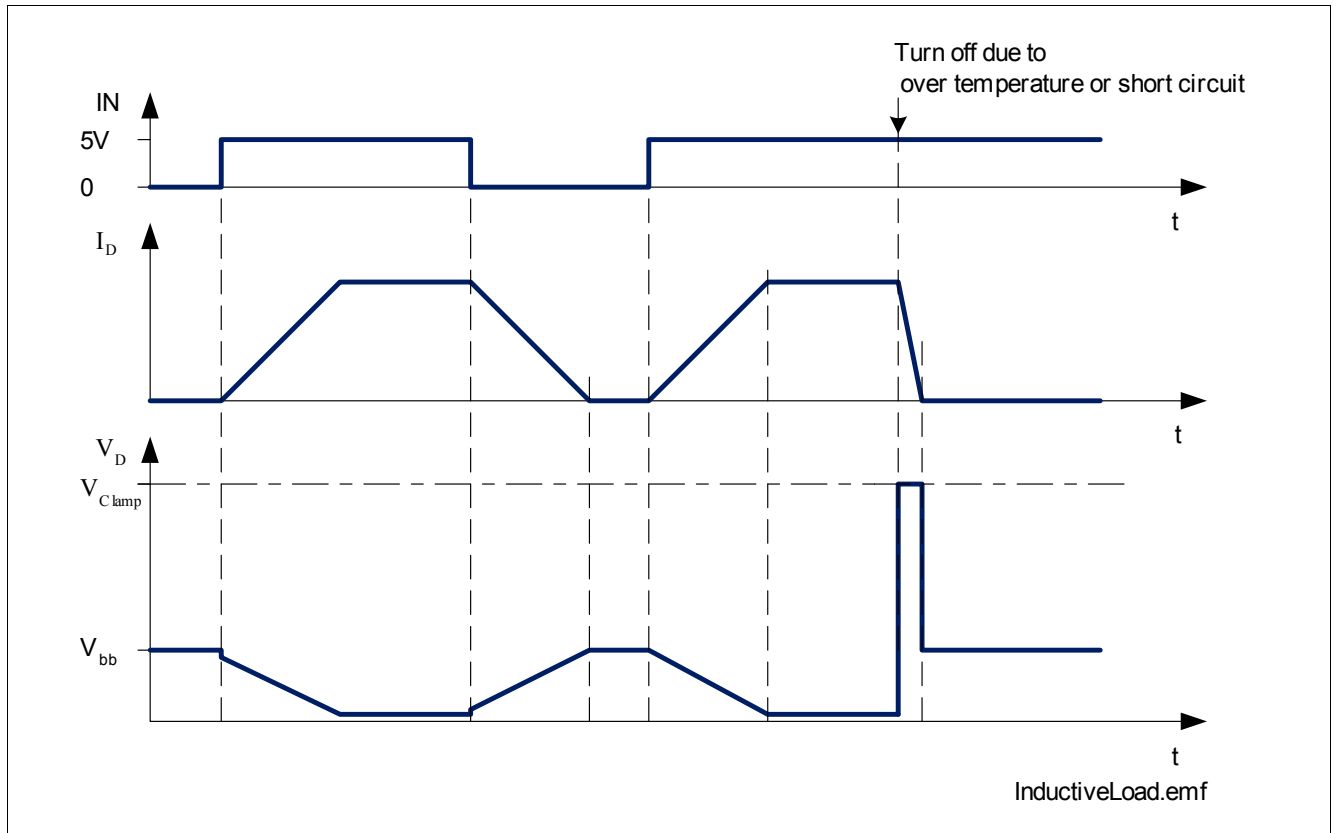 Turn off due to
over temperature or short circuit
IN
5V
0
t
I_D
t
V_D
V_Clamp
V_bb
t
InductiveLoad.emf